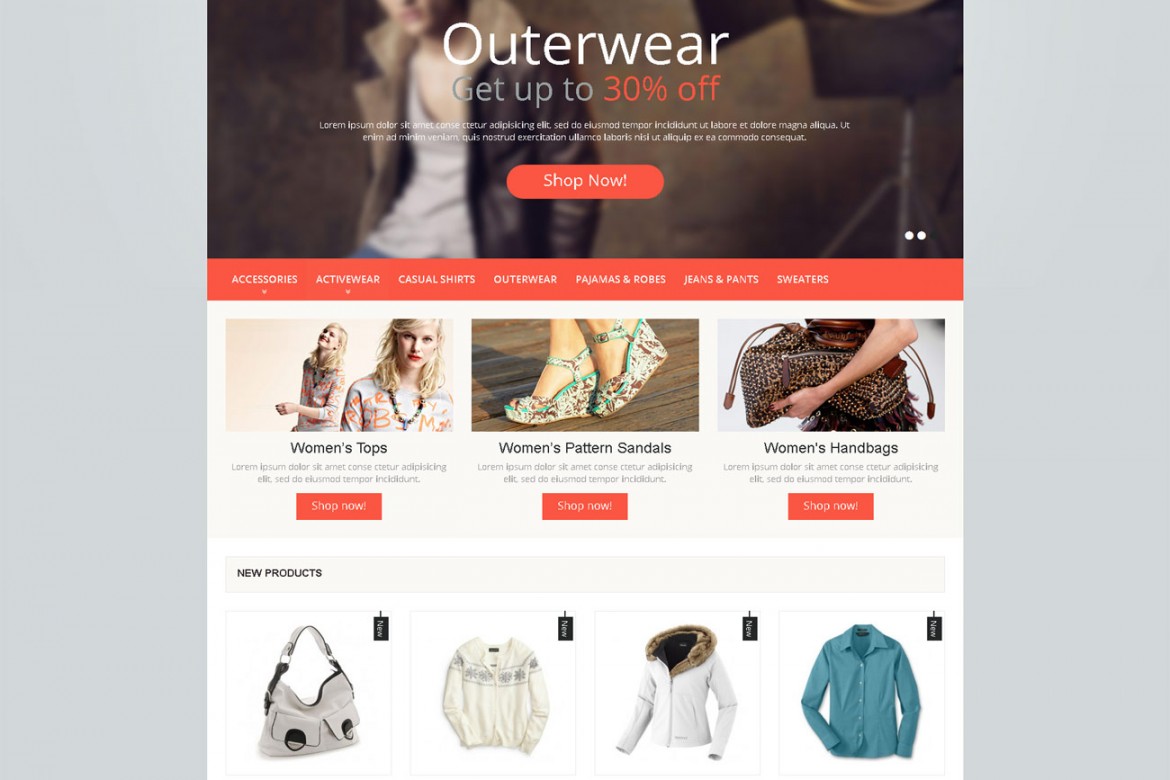 Outerwear
Get up to 30% off
Lorem ipsum dolor sit amet conse ctetur adipisicing elit, sed do eiusmod tempor incididunt ut labore et dolore magna aliqua. Ut
enim ad minim veniam, quis nostrud exercitation ullamco laboris nisi ut aliquip ex ea commodo consequat.
Shop Now!
ACCESSORIES ACTIVEWEAR CASUAL SHIRTS OUTERWEAR PAJAMAS & ROBES JEANS & PANTS SWEATERS
Women's Tops
Lorem ipsum dolor sit amet conse ctetur adipisicing
elit, sed do eiusmod tempor incididunt.
Shop now!
Women's Pattern Sandals
Lorem ipsum dolor sit amet conse ctetur adipisicing
elit, sed do eiusmod tempor incididunt.
Shop now!
Women's Handbags
Lorem ipsum dolor sit amet conse ctetur adipisicing
elit, sed do eiusmod tempor incididunt.
Shop now!
NEW PRODUCTS
New
New
New
New